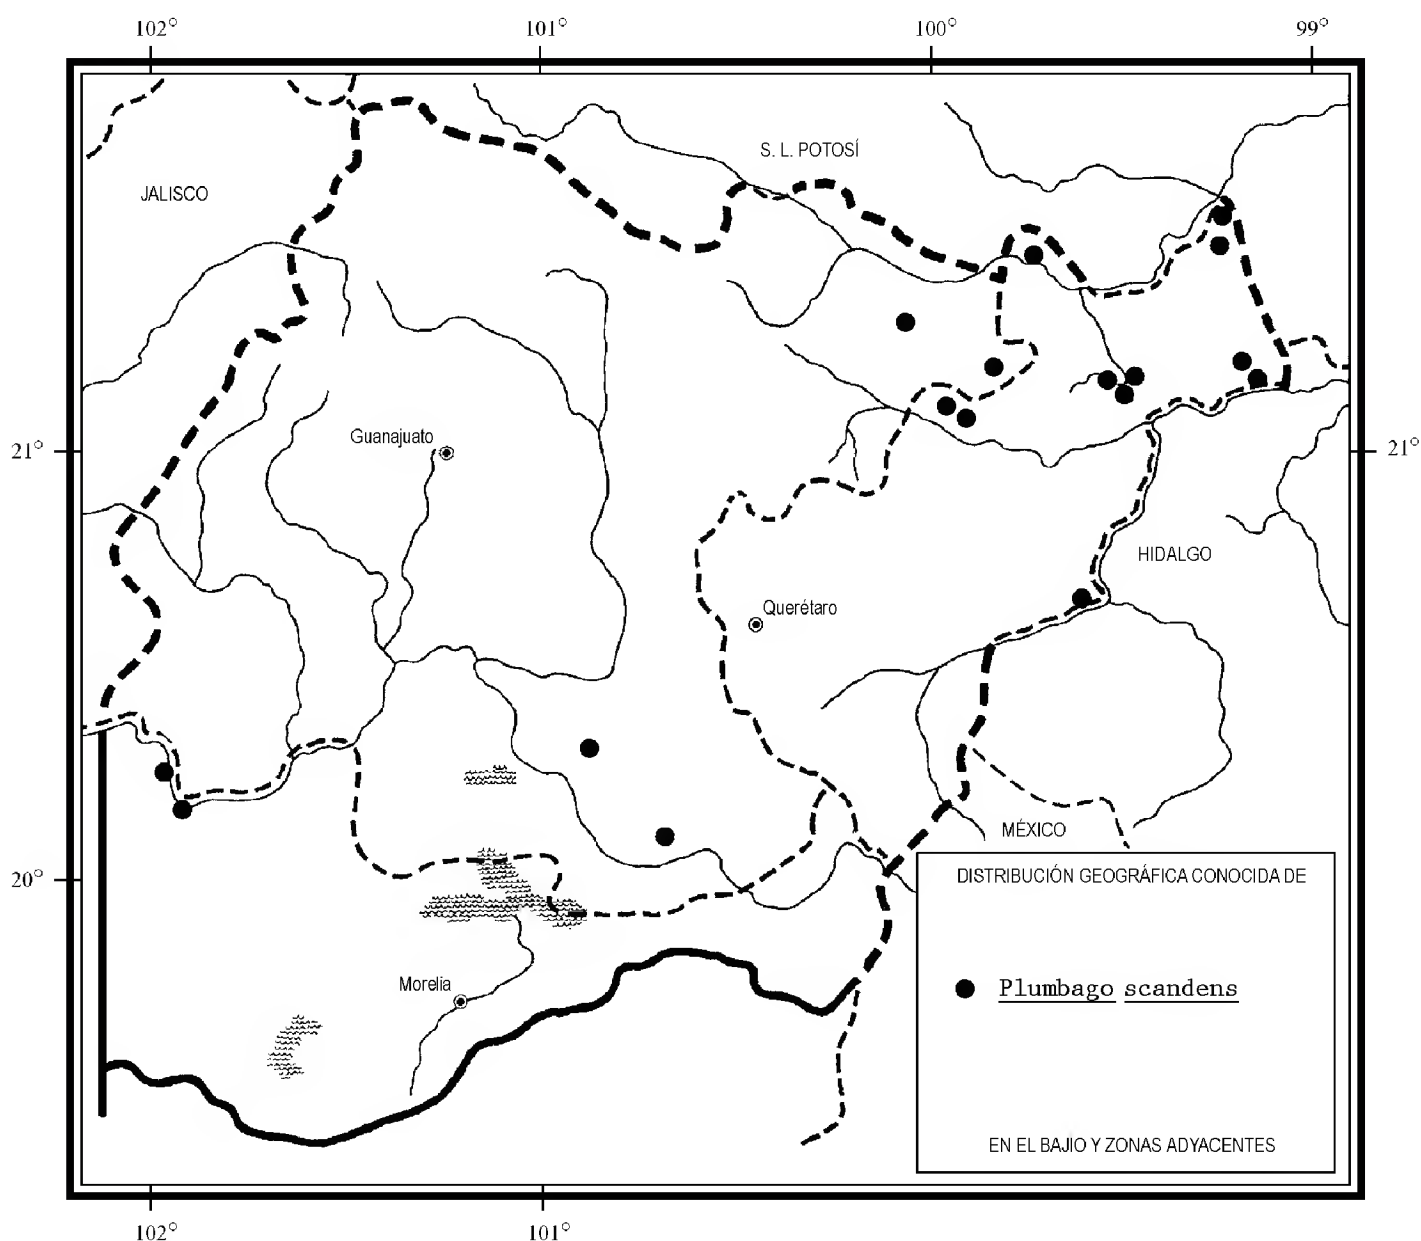 102° 101° 100° 99°
S. L. POTOSÍ
JALISCO
Guanajuato
21° 21°
HIDALGO
Querétaro
MÉXICO
20°
DISTRIBUCIÓN GEOGRÁFICA CONOCIDA DE
Plumbago scandens
Morelia
EN EL BAJIO Y ZONAS ADYACENTES
102° 101°